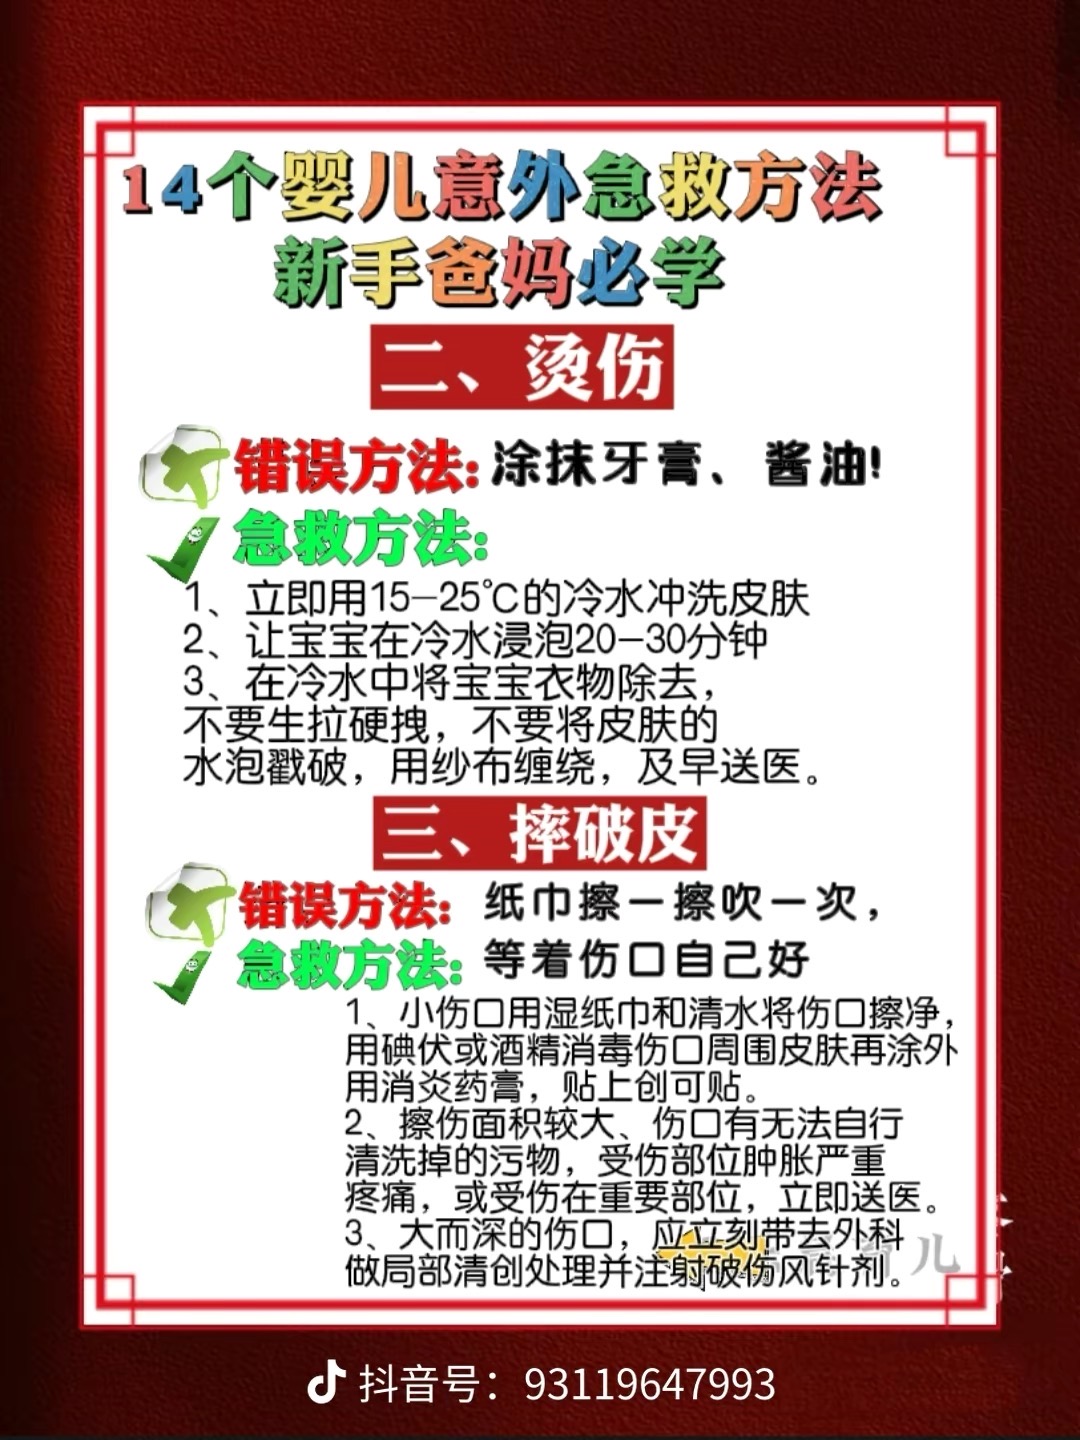 14个婴儿意外急救方法
新手爸妈必学
二、烫伤
错误方法:涂抹牙膏、酱油!
急救方法:
1、立即用15-25℃的冷水冲洗皮肤
2、让宝宝在冷水浸泡20-30分钟
3、在冷水中将宝宝衣物除去，
不要生拉硬拽，不要将皮肤的
水泡戳破，用纱布缠绕，及早送医。
三、摔破皮
错误方法: 纸巾擦一擦吹一次，
等着伤口自己好
急救方法:
1、小伤口用湿纸巾和清水将伤口擦净，
用碘伏或酒精消毒伤口周围皮肤再涂外
用消炎药膏，贴上创可贴。
2、擦伤面积较大、伤口有无法自行
清洗掉的污物，受伤部位肿胀严重
疼痛，或受伤在重要部位，立即送医。
3、大而深的伤口，应立刻带去外科
做局部清创处理并注射破伤风针剂。
育儿
抖音号：93119647993